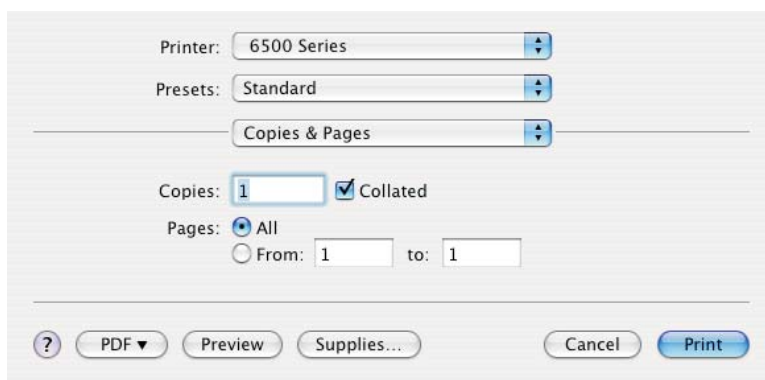 Printer: 6500 Series
Presets: Standard
Copies & Pages
Copies: 1 Collated
Pages: All
From: 1 to: 1
? PDF▼ Preview Supplies... Cancel Print